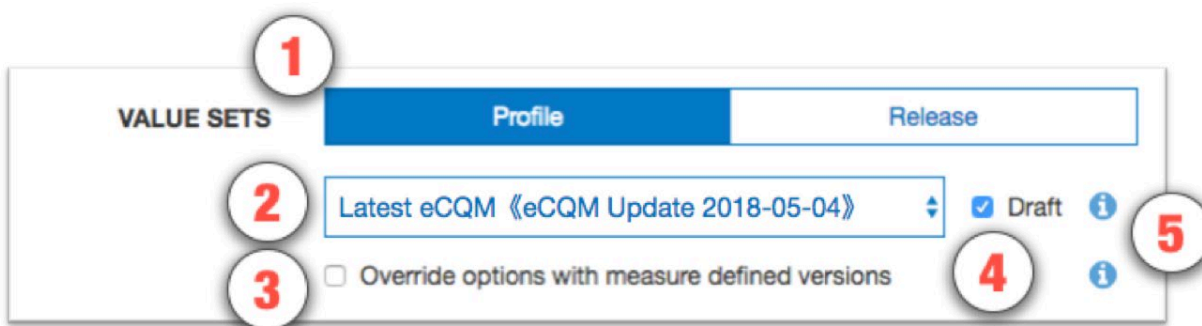 1
VALUE SETS Profile Release
2 Latest eCQM 《eCQM Update 2018-05-04》 Draft i 5
3 Override options with measure defined versions 4 i